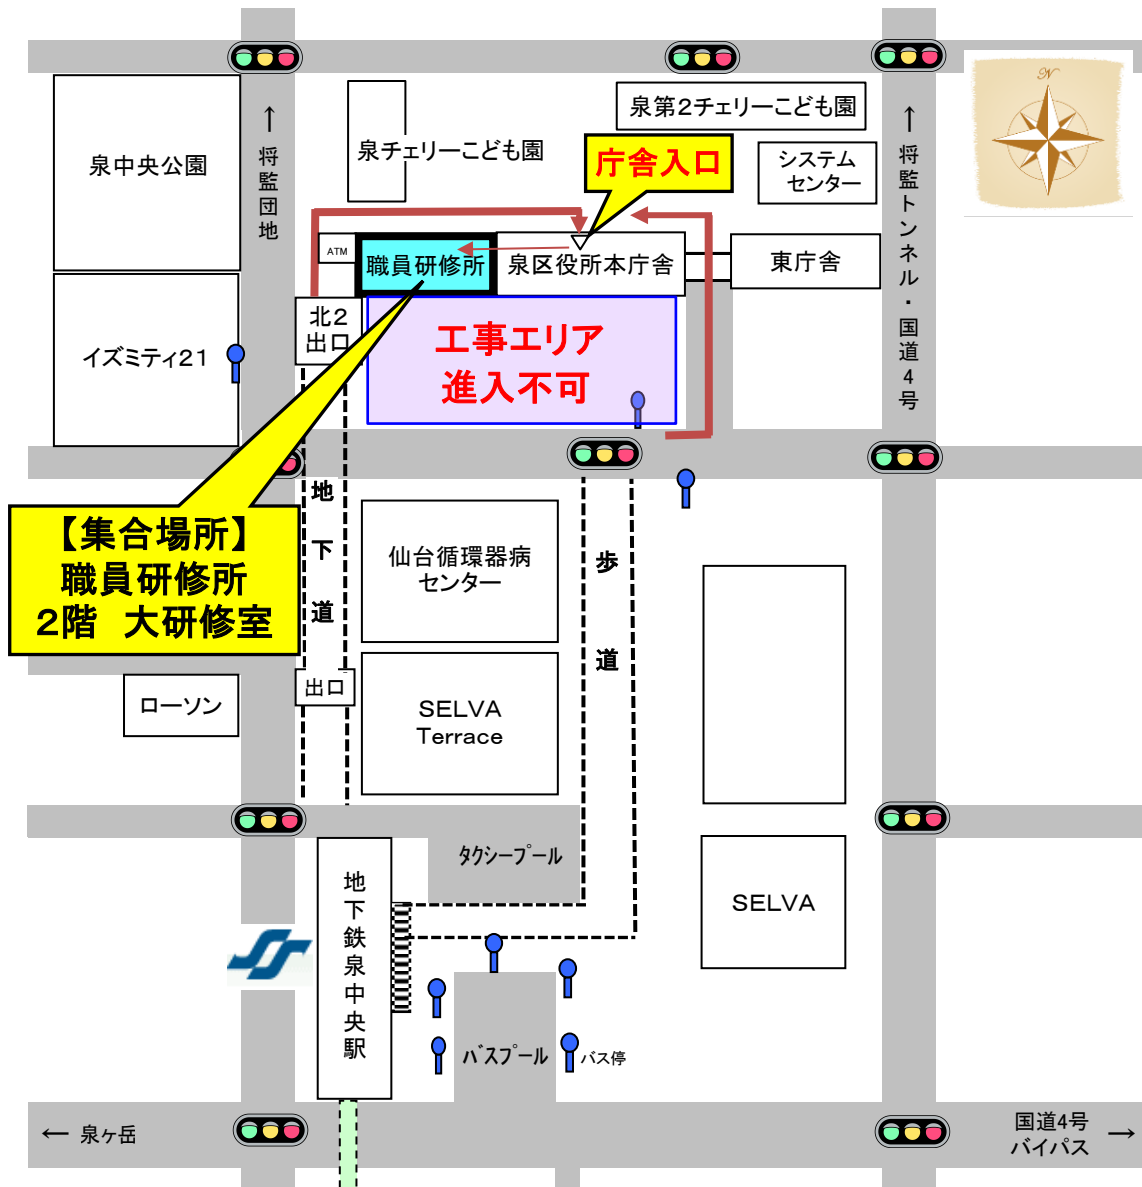 N
泉第2チェリーこども園
泉中央公園
泉チェリーこども園
庁舎入口
システム
センター
↑
将監団地
↑
将監トンネル・国道4号
ATM
職員研修所
泉区役所本庁舎
東庁舎
北2
出口
工事エリア
進入不可
イズミティ21
【集合場所】
職員研修所
2階 大研修室
地下道
仙台循環器病
センター
歩道
出口
ローソン
SELVA
Terrace
タクシープール
SELVA
地下鉄泉中央駅
バスプール
バス停
← 泉ヶ岳
国道4号 →
バイパス